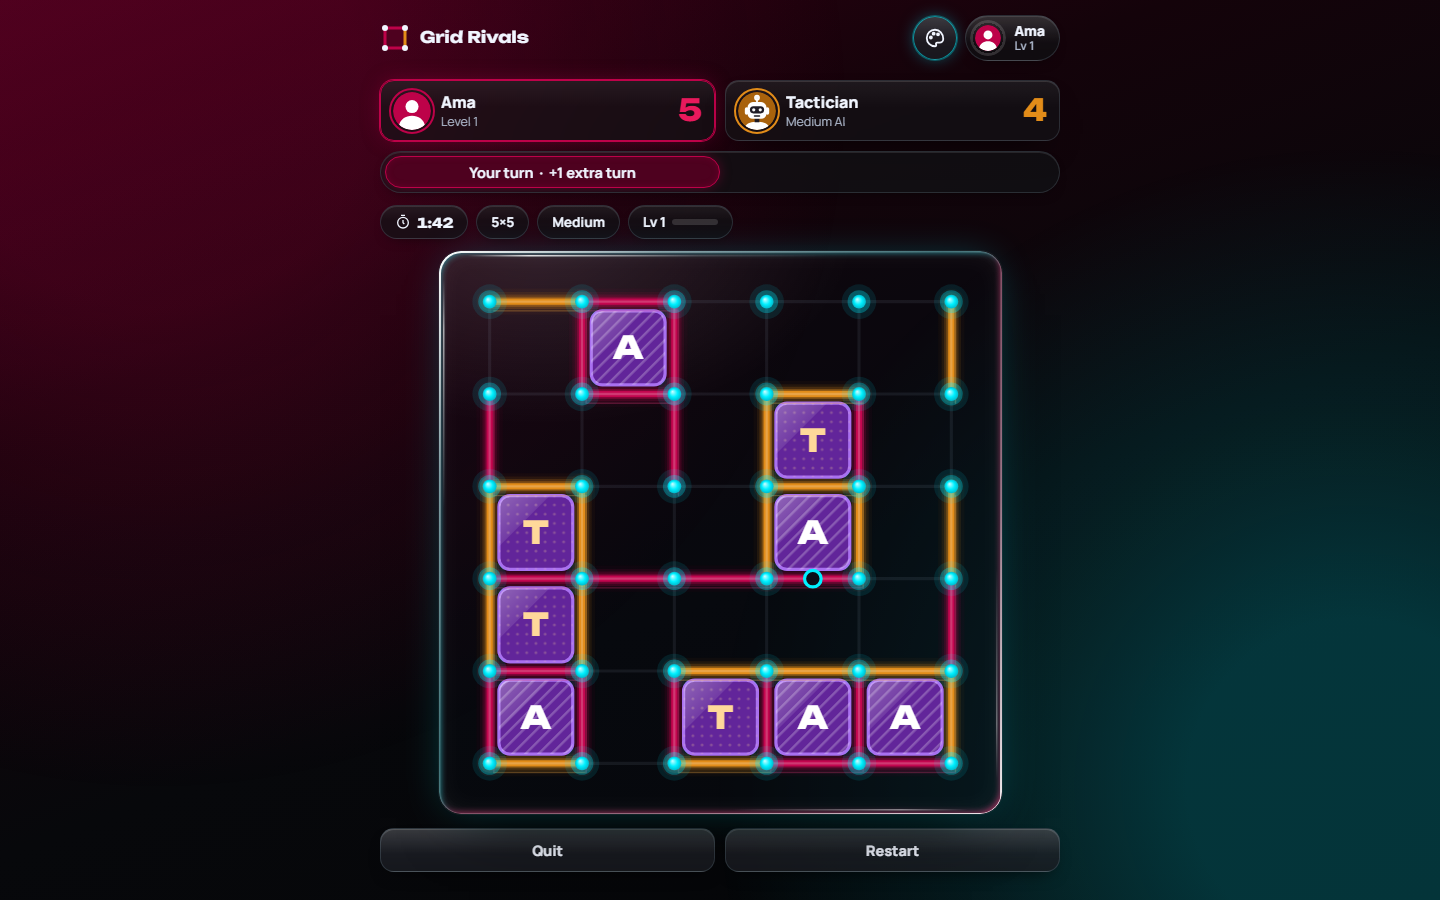 Grid Rivals
Ama
Lv 1
Ama
Level 1
5
Tactician
Medium AI
4
Your turn · +1 extra turn
1:42
5×5
Medium
Lv 1
A
T
T
A
T
A
T
A
A
Quit
Restart